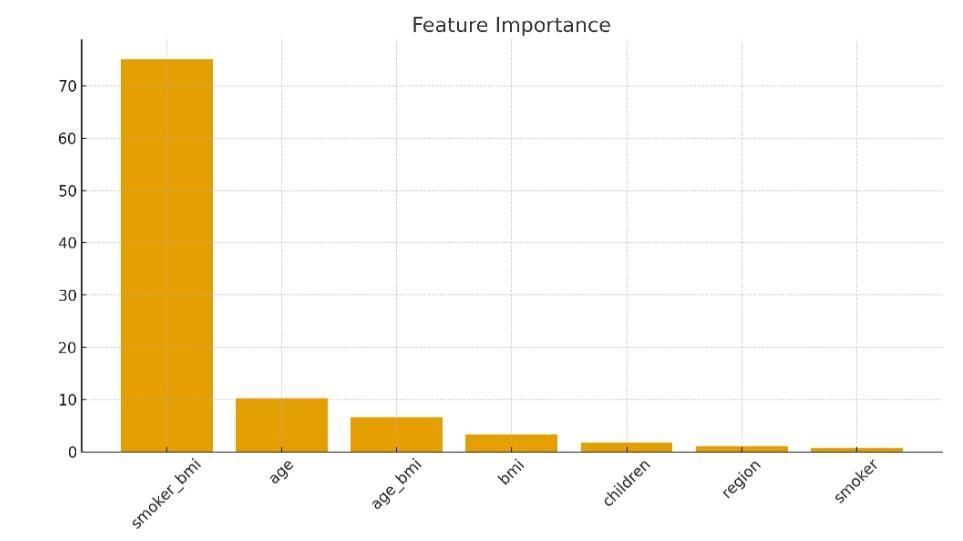 Feature Importance
70
60
50
40
30
20
10
0
smoker_bmi
age
age_bmi
bmi
children
region
smoker